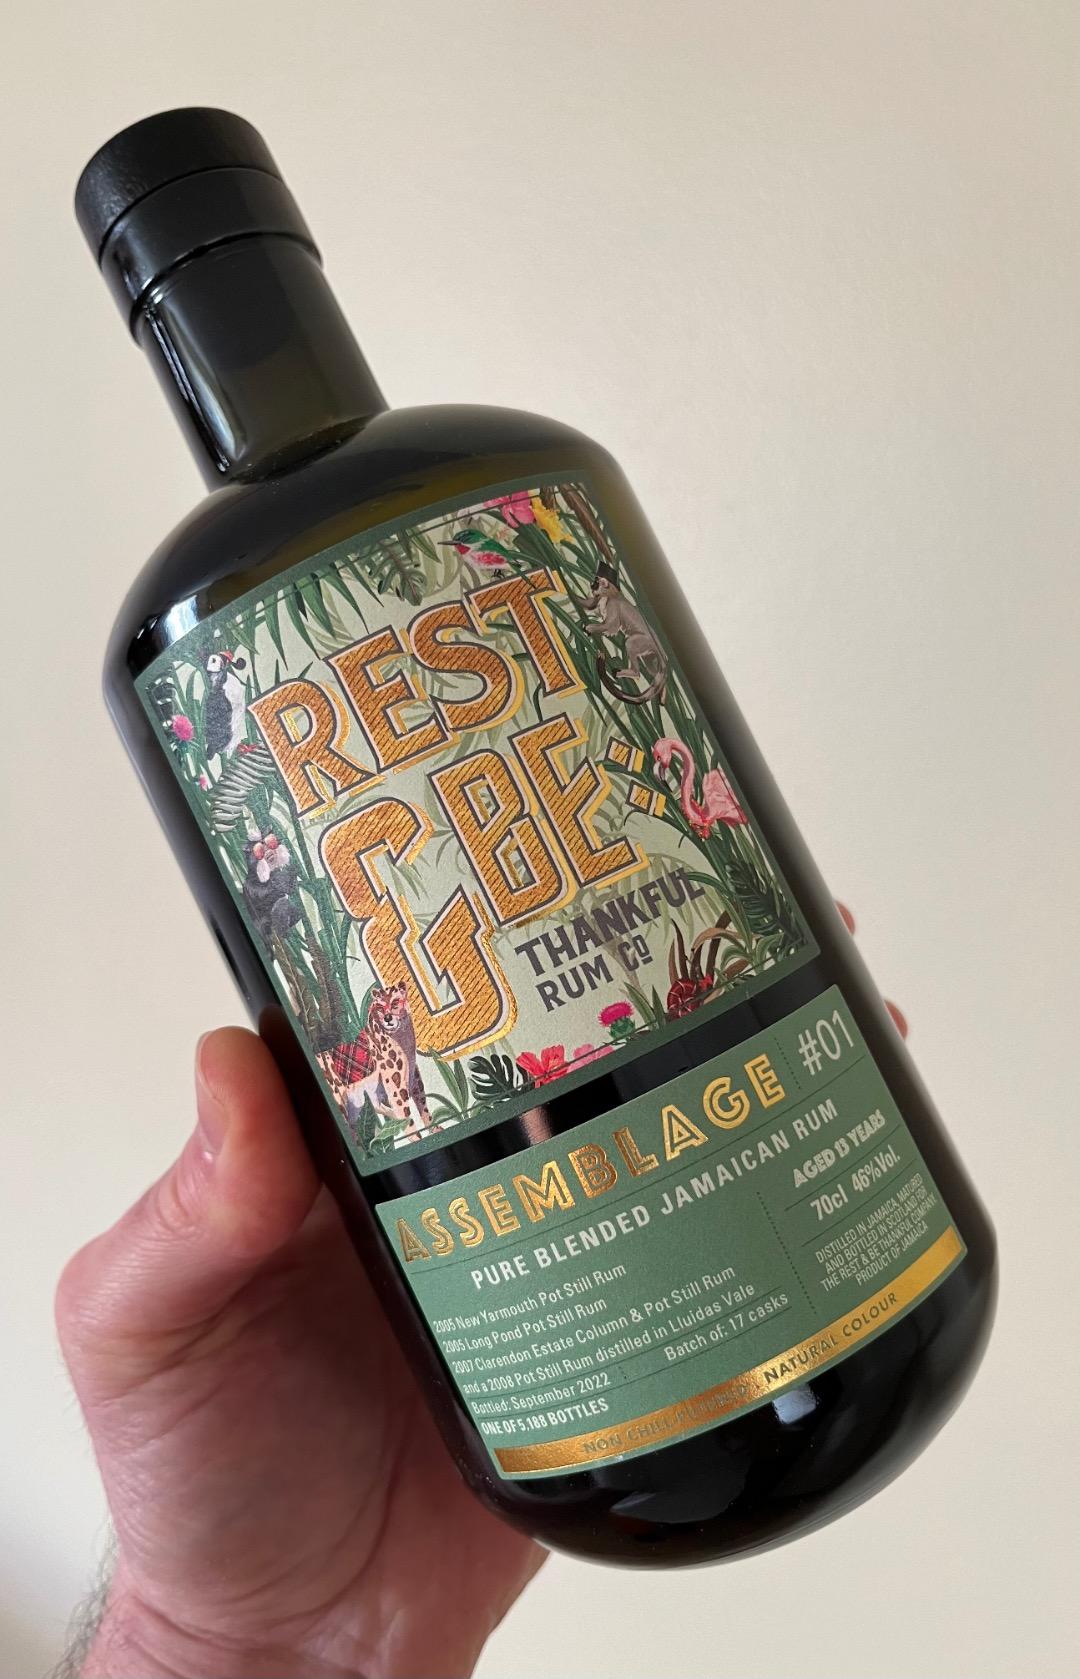 REST
& BE
THANKFUL
RUM Cº
ASSEMBLAGE #01
PURE BLENDED JAMAICAN RUM
2005 New Yarmouth Pot Still Rum
2005 Long Pond Pot Still Rum
2007 Clarendon Estate Column & Pot Still Rum
and a 2008 Pot Still Rum distilled in Lluidas Vale
Bottled: September 2022 Batch of: 17 casks
ONE OF 5,188 BOTTLES
AGED 13 YEARS
70cl 46%Vol.
DISTILLED IN JAMAICA, MATURED
AND BOTTLED IN SCOTLAND FOR
THE REST & BE THANKFUL COMPANY
PRODUCT OF JAMAICA
NON CHILL FILTERED NATURAL COLOUR